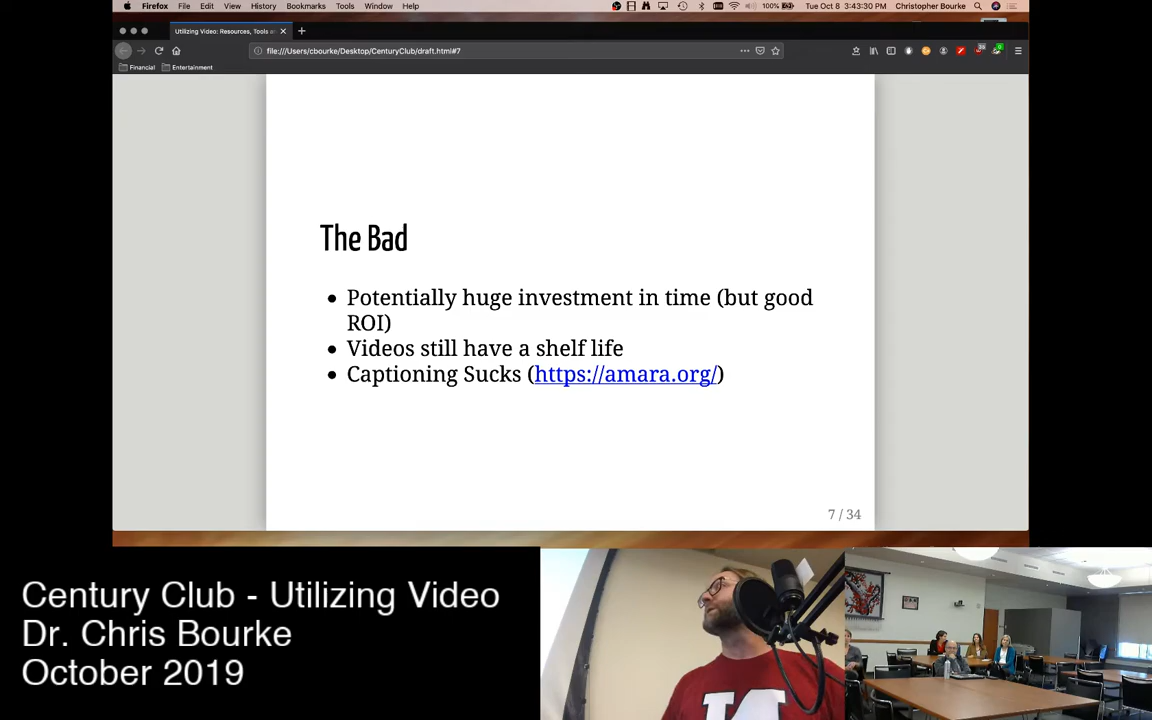 Firefox File Edit View History Bookmarks Tools Window Help
100% Tue Oct 8 3:43:30 PM Christopher Bourke
Utilizing Video: Resources, Tools
file:///Users/cbourke/Desktop/CenturyClub/draft.html#7
Financial Entertainment
The Bad
• Potentially huge investment in time (but good
ROI)
• Videos still have a shelf life
• Captioning Sucks (https://amara.org/)
7 / 34
Century Club - Utilizing Video
Dr. Chris Bourke
October 2019
N